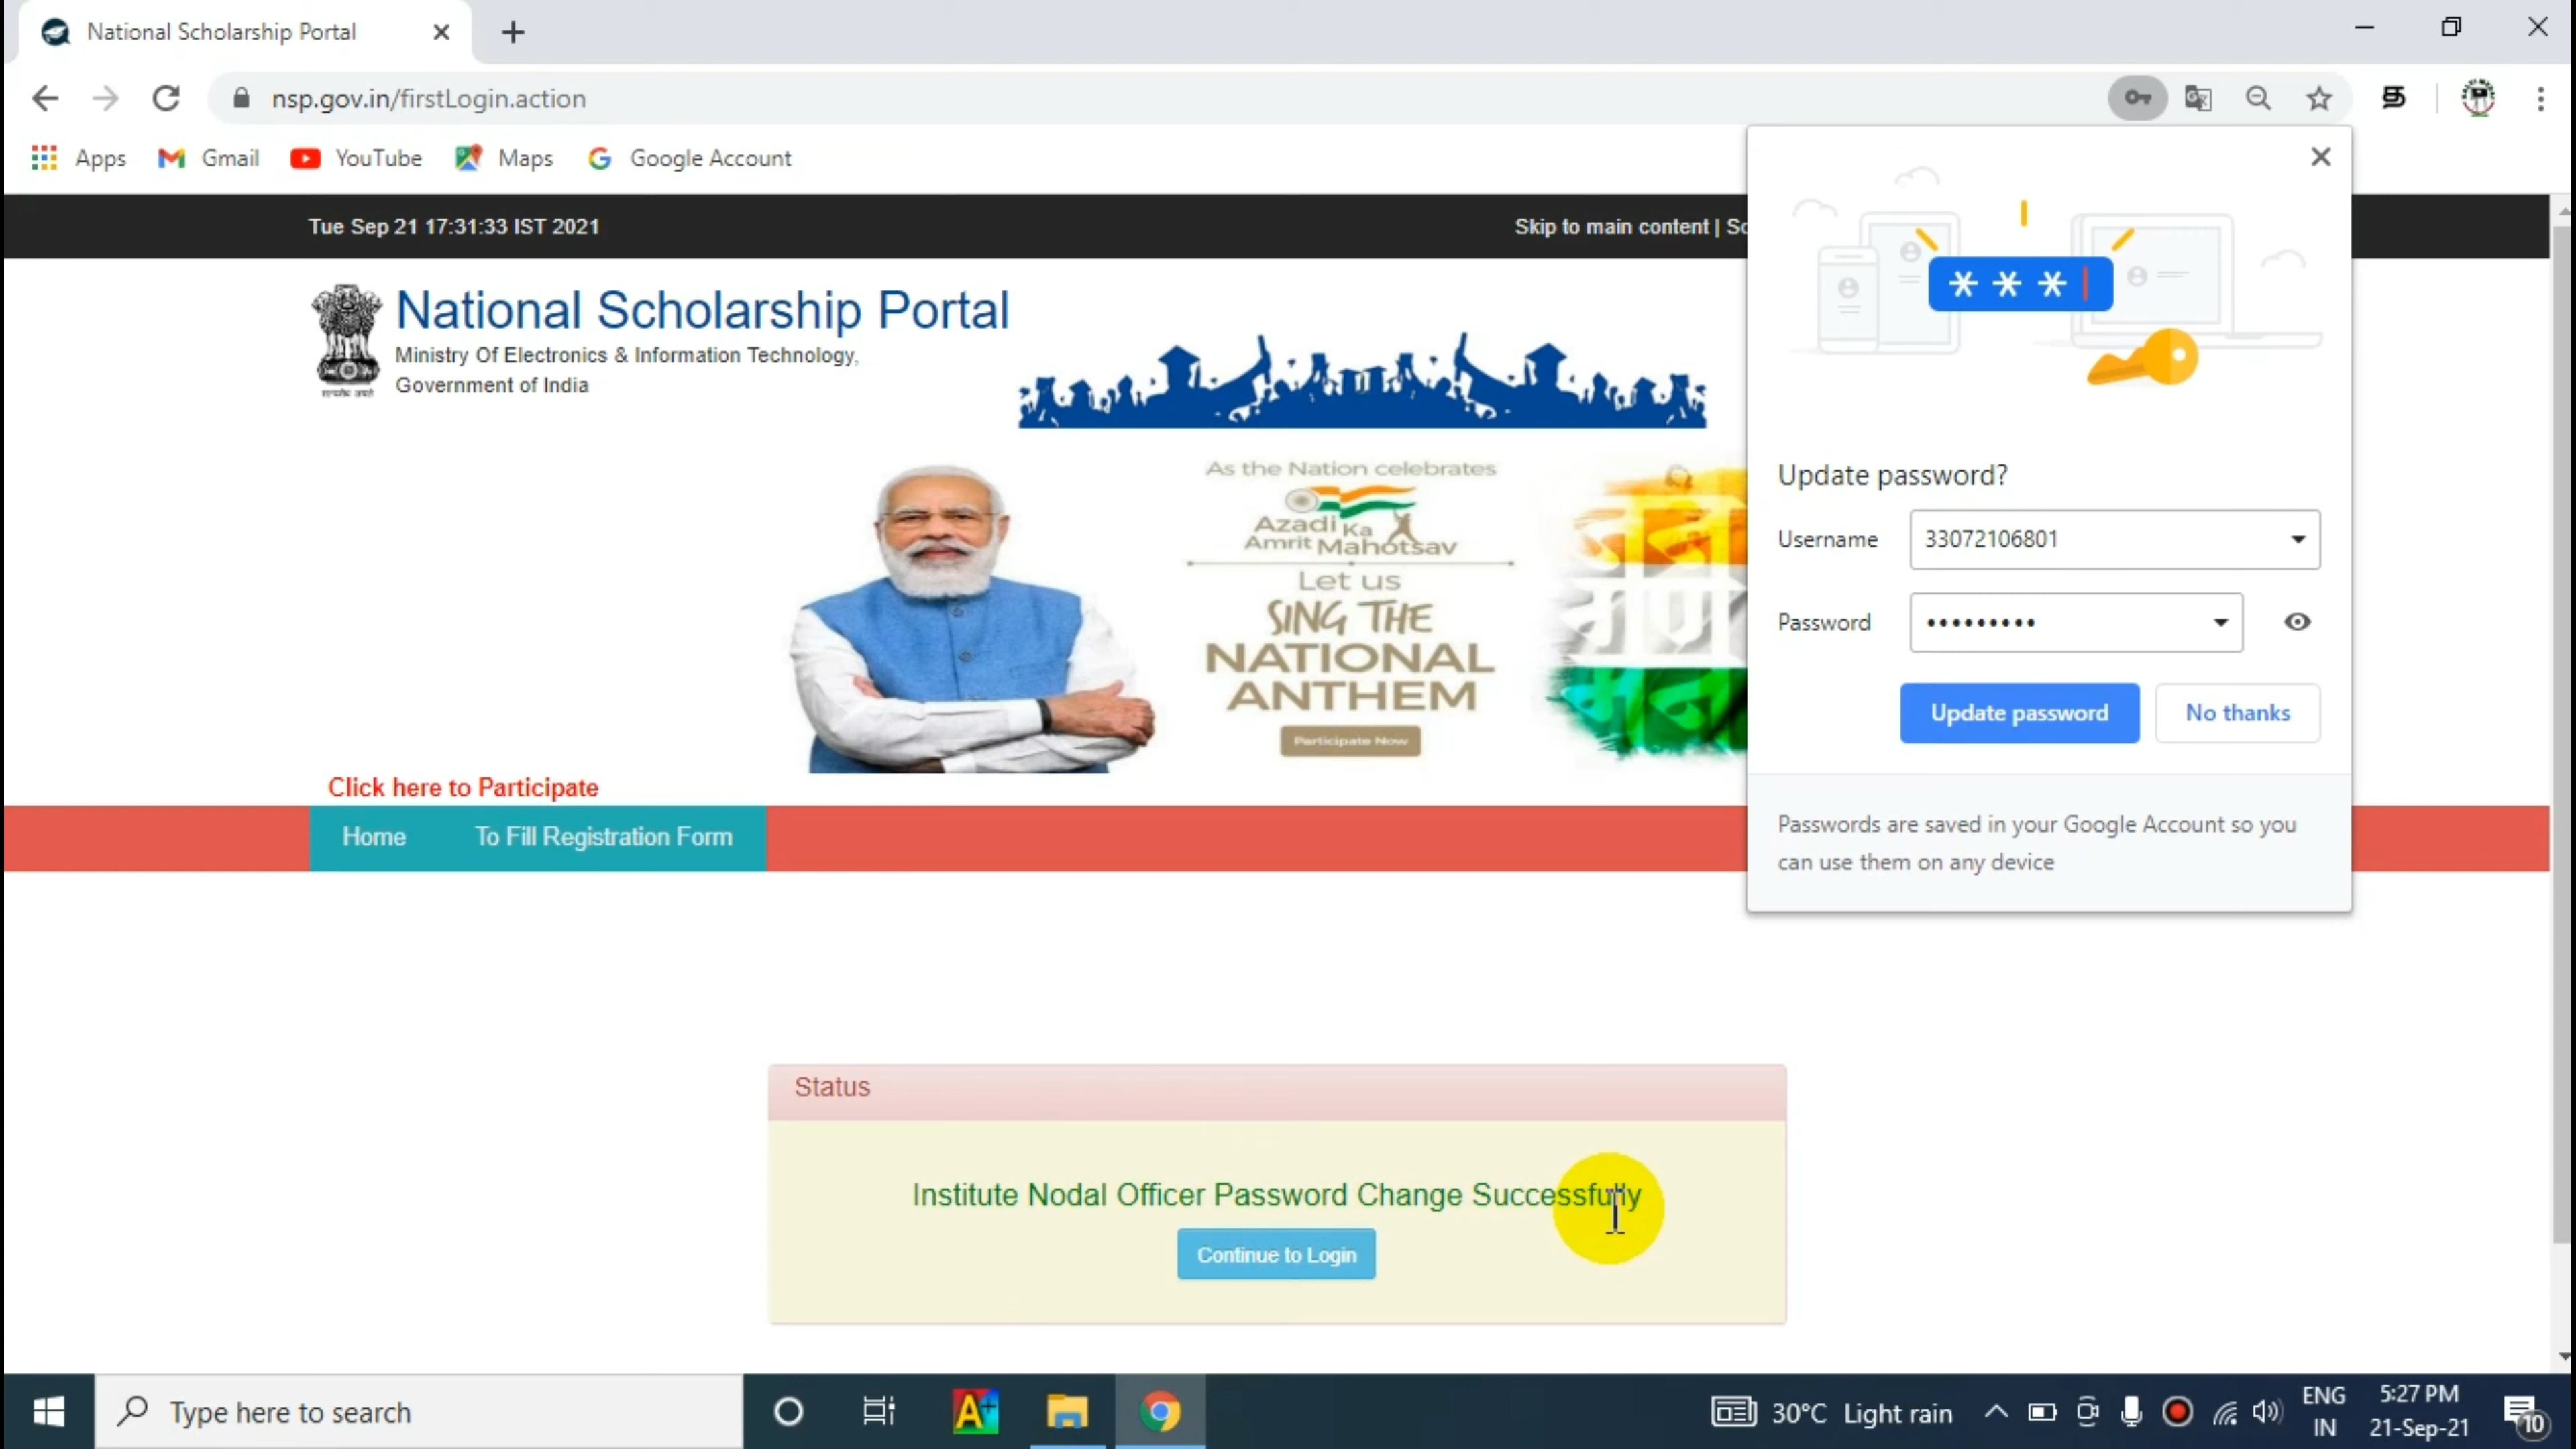 National Scholarship Portal
nsp.gov.in/firstLogin.action
த
Apps Gmail YouTube Maps Google Account
Tue Sep 21 17:31:33 IST 2021
Skip to main content | Sc
National Scholarship Portal
Ministry Of Electronics & Information Technology,
Government of India
सत्यमेव जयते
As the Nation celebrates
Azadi Ka
Amrit Mahotsav
Let us
SING THE
NATIONAL
ANTHEM
Participate Now
Click here to Participate
Home To Fill Registration Form
* * *
Update password?
Username 33072106801
Password •••••••••
Update password No thanks
Passwords are saved in your Google Account so you
can use them on any device
Status
Institute Nodal Officer Password Change Successfully
Continue to Login
Type here to search
A+
30°C Light rain
ENG
IN
5:27 PM
21-Sep-21
10